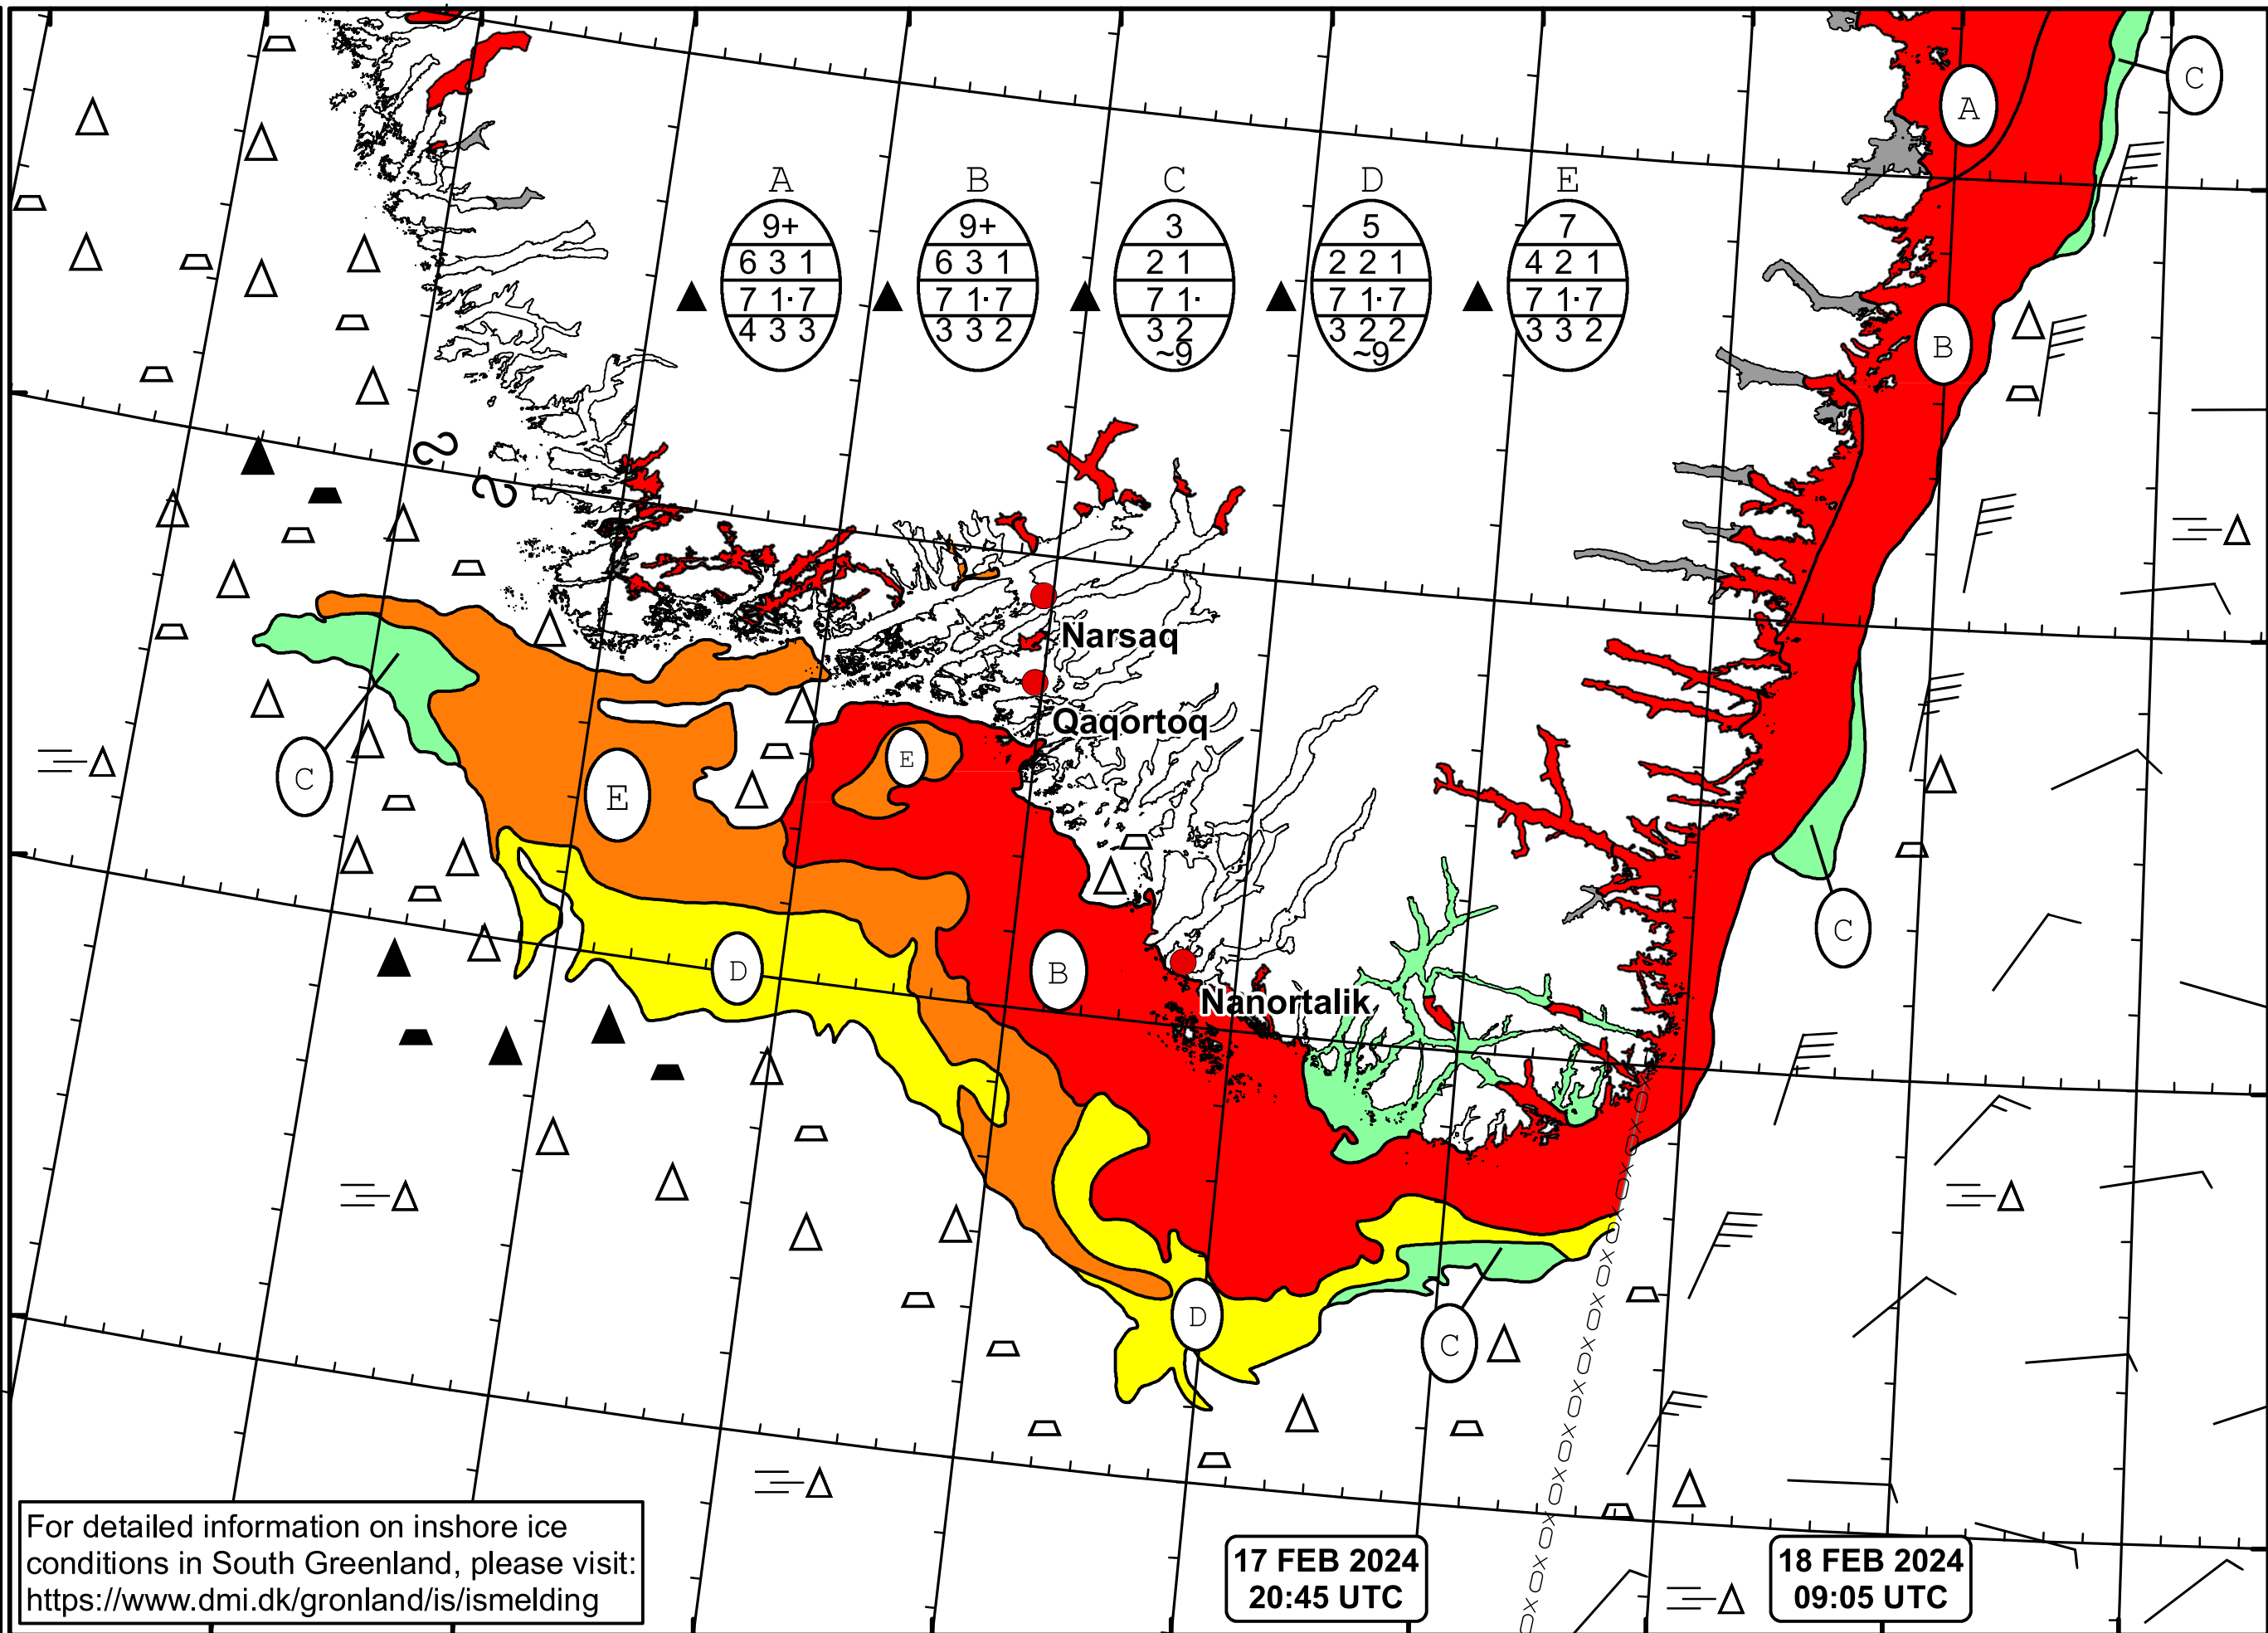 C
A
A B C D E
9+ 9+ 3 5 7
6 3 1 6 3 1 2 1 2 2 1 4 2 1
7 1· 7 7 1· 7 7 1· 7 1· 7 7 1· 7
4 3 3 3 3 2 3 2 3 2 2 3 3 2
~9 ~9
B
Narsaq
Qaqortoq
E
C
E
C
D
B
Nanortalik
D
C
For detailed information on inshore ice
conditions in South Greenland, please visit:
https://www.dmi.dk/gronland/is/ismelding
17 FEB 2024
20:45 UTC
18 FEB 2024
09:05 UTC